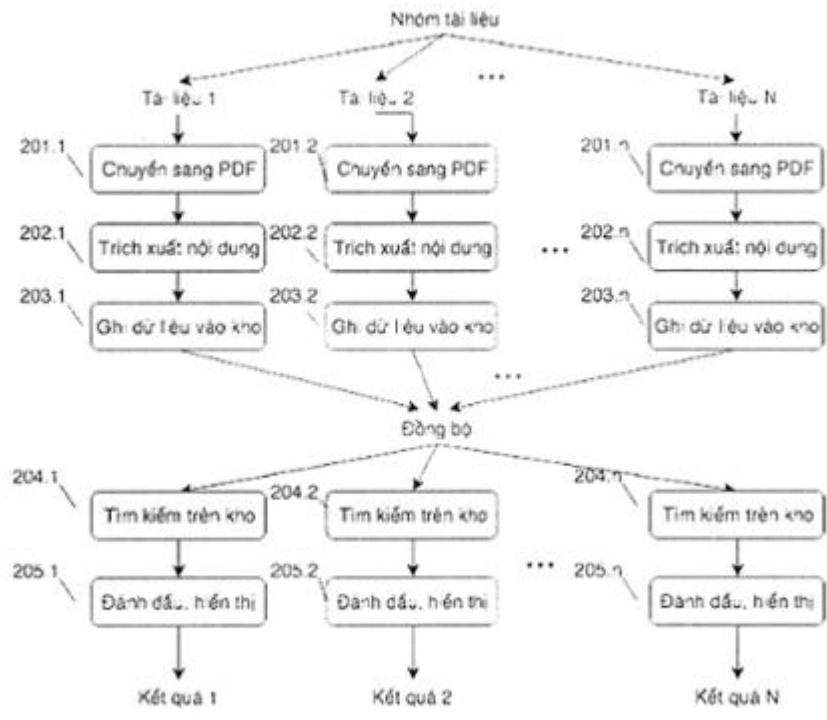 Nhóm tài liệu
...
Tài liệu 1 Tài liệu 2 Tài liệu N
201.1 Chuyển sang PDF 201.2 Chuyển sang PDF 201.n Chuyển sang PDF
202.1 Trích xuất nội dung 202.2 Trích xuất nội dung ... 202.n Trích xuất nội dung
203.1 Ghi dữ liệu vào kho 203.2 Ghi dữ liệu vào kho 203.n Ghi dữ liệu vào kho
...
Đồng bộ
204.1 Tìm kiếm trên kho 204.2 Tìm kiếm trên kho 204.n Tìm kiếm trên kho
...
205.1 Đánh dấu, hiển thị 205.2 Đánh dấu, hiển thị 205.n Đánh dấu, hiển thị
Kết quả 1 Kết quả 2 Kết quả N